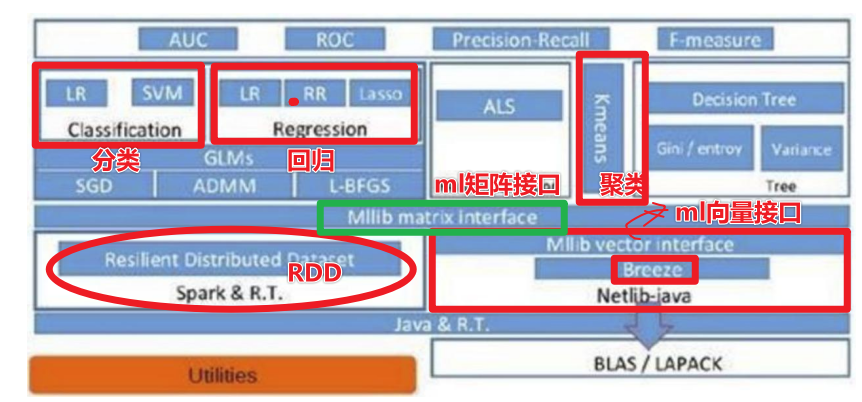 AUC ROC Precision-Recall F-measure
LR SVM LR RR Lasso ALS Kmeans Decision Tree
Classification Regression Gini / entroy Variance
分类 GLMs 回归
SGD ADMM L-BFGS ml矩阵接口 聚类 Tree
Mllib matrix interface ml向量接口
Resilient Distributed Dataset RDD Mllib vector interface
Breeze
Spark & R.T. Netlib-java
Java & R.T.
BLAS / LAPACK
Utilities